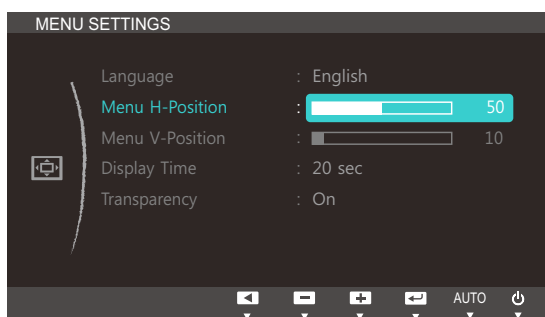 MENU SETTINGS
Language : English
Menu H-Position : 50
Menu V-Position : 10
Display Time : 20 sec
Transparency : On
AUTO